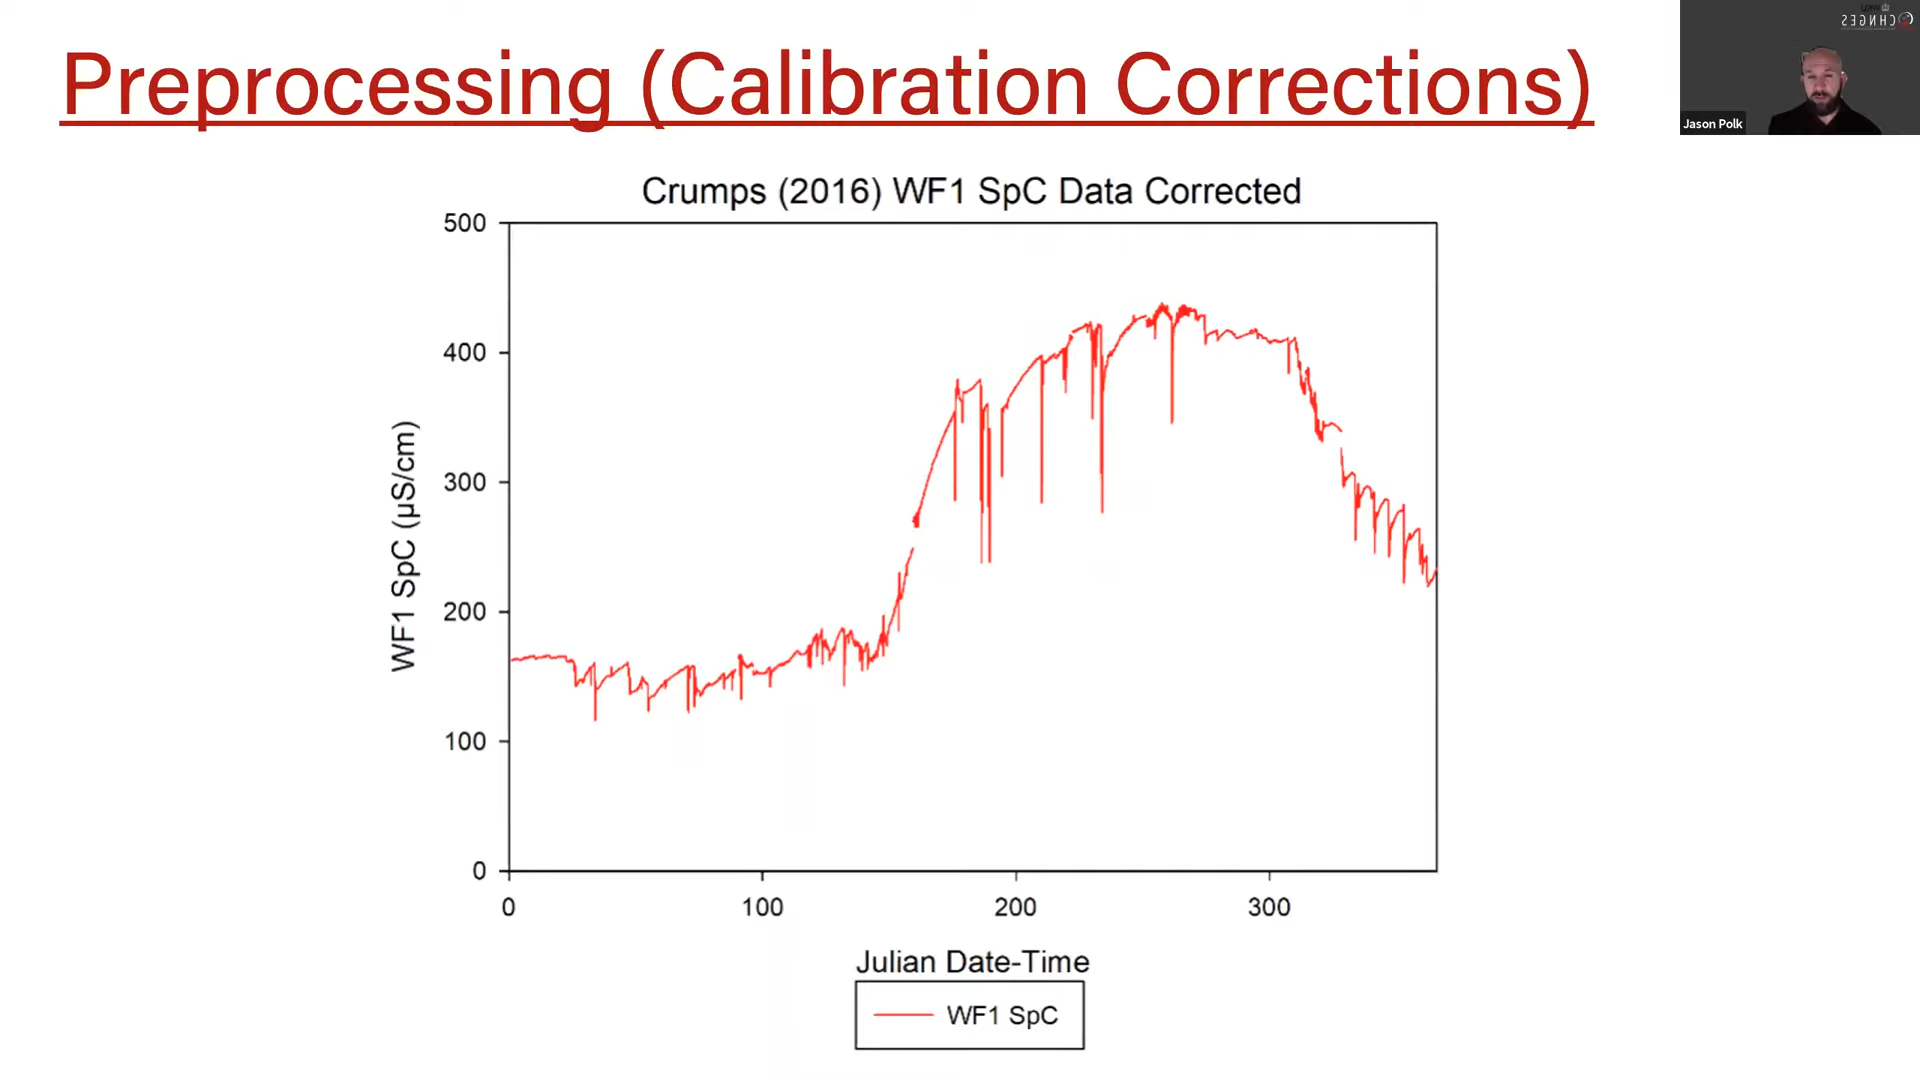 Preprocessing (Calibration Corrections)
Jason Polk
Crumps (2016) WF1 SpC Data Corrected
500
400
300
200
100
0
WF1 SpC (µS/cm)
0 100 200 300
Julian Date-Time
WF1 SpC